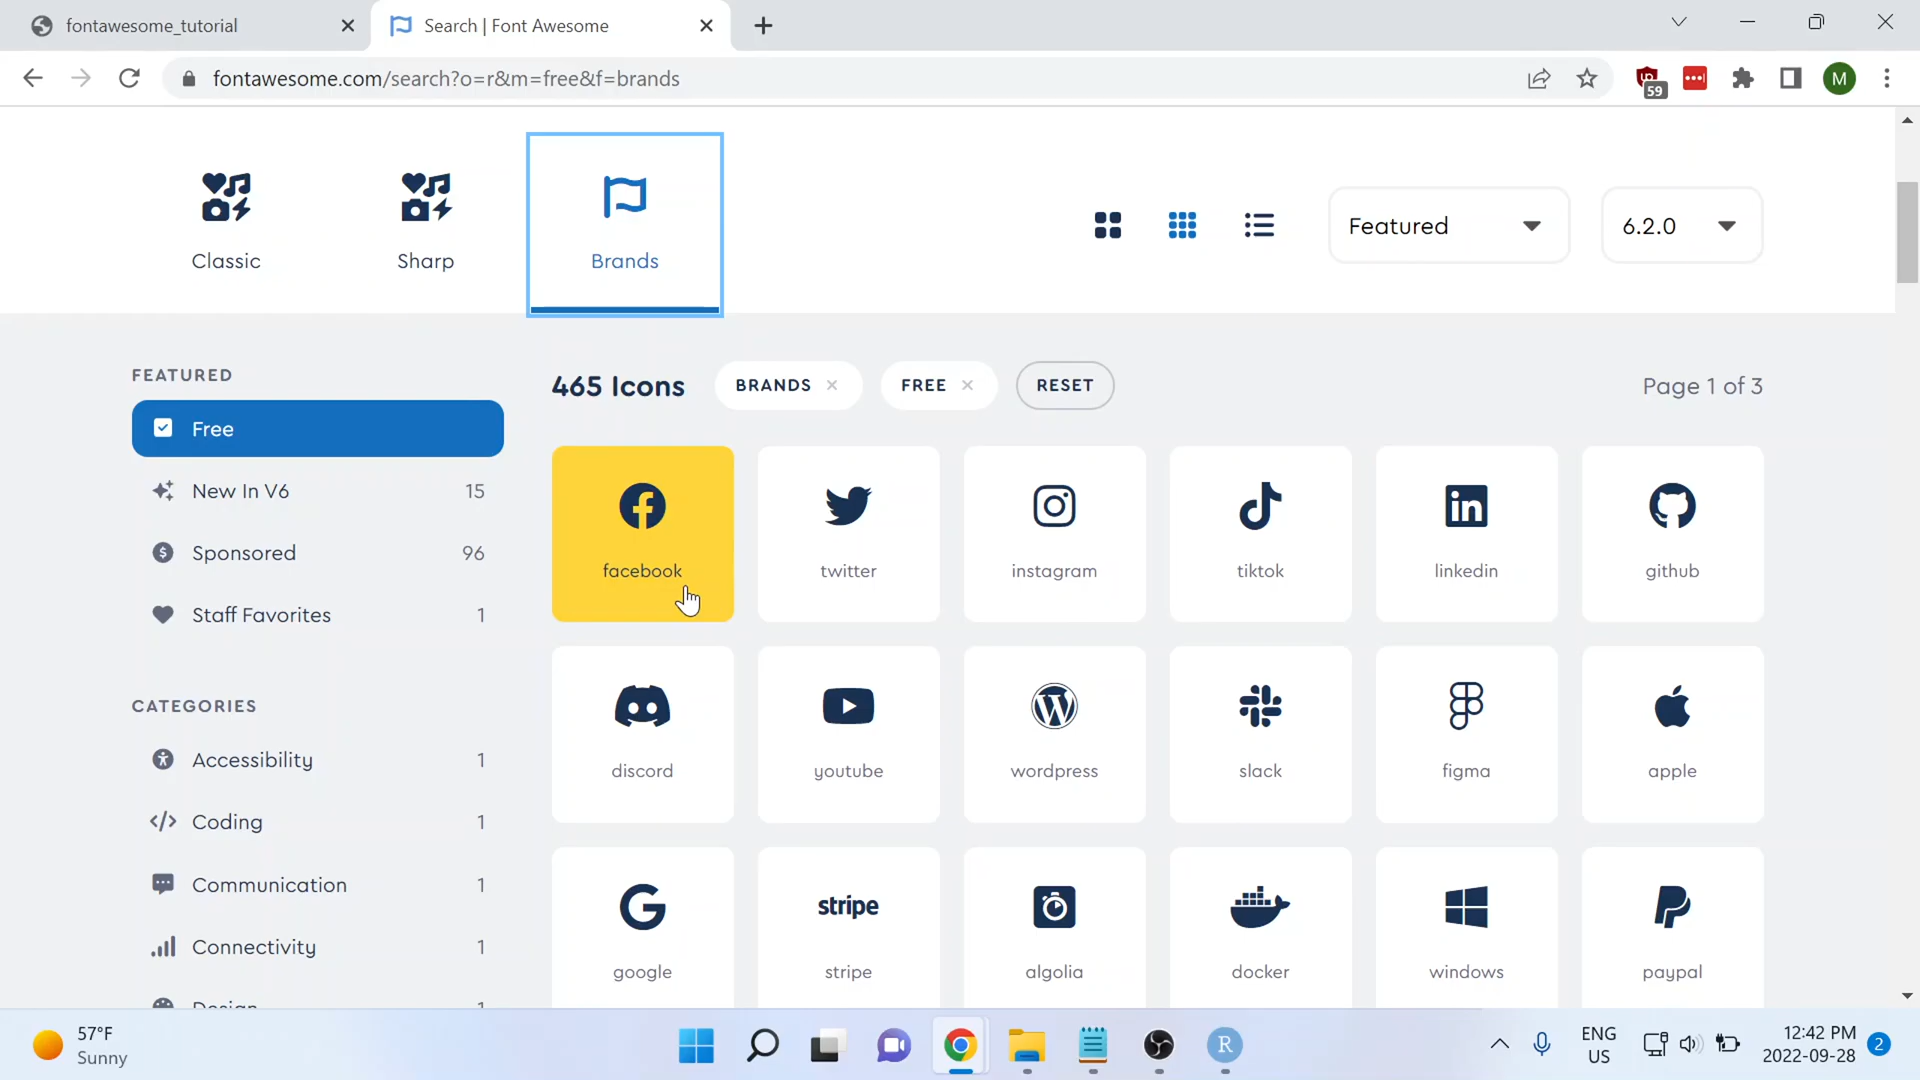 fontawesome_tutorial
Search | Font Awesome
fontawesome.com/search?o=r&m=free&f=brands
59
M
Classic
Sharp
Brands
Featured
6.2.0
FEATURED
Free
New In V6 15
Sponsored 96
Staff Favorites 1
CATEGORIES
Accessibility 1
Coding 1
Communication 1
Connectivity 1
Design 1
465 Icons
BRANDS
FREE
RESET
Page 1 of 3
facebook
twitter
instagram
tiktok
linkedin
github
discord
youtube
wordpress
slack
figma
apple
stripe
google
stripe
algolia
docker
windows
paypal
57°F
Sunny
R
ENG
US
12:42 PM
2022-09-28
2